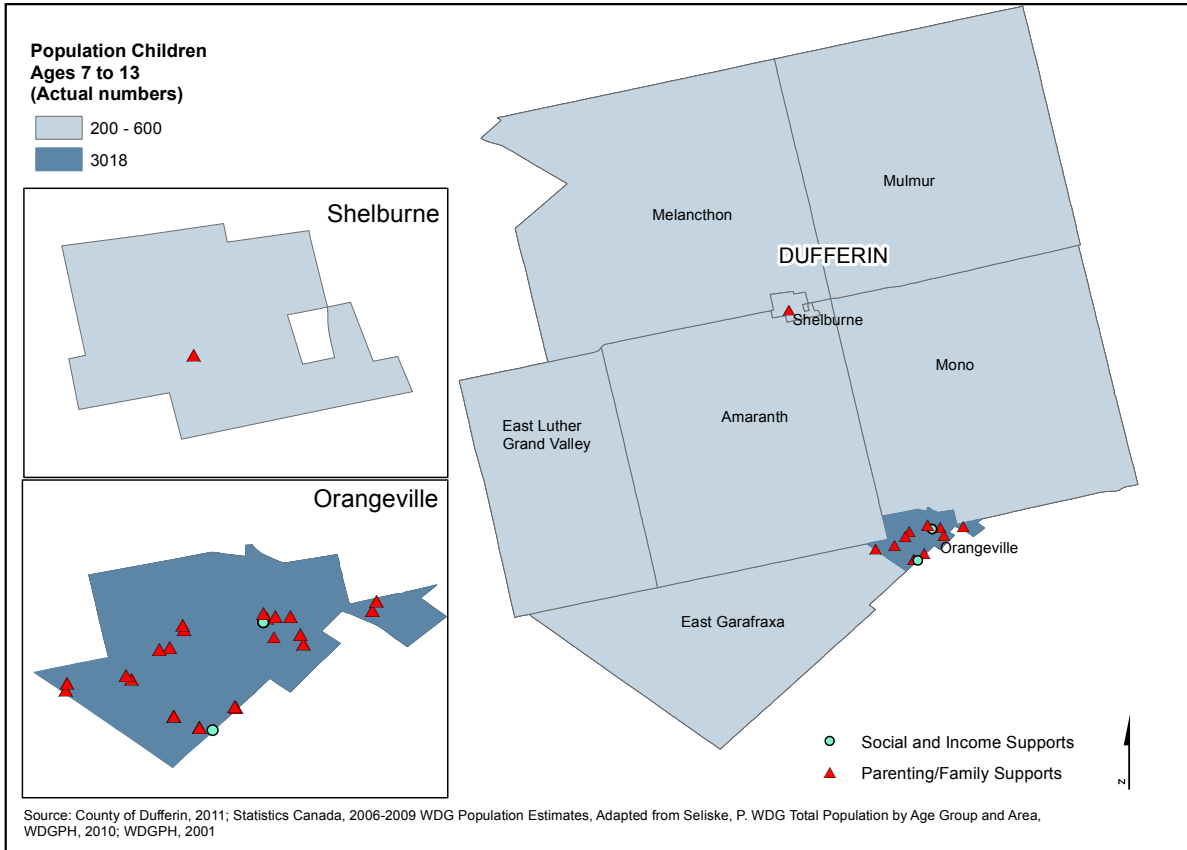 Population Children
Ages 7 to 13
(Actual numbers)
200 - 600
3018
Shelburne
Orangeville
Mulmur
Melancthon
DUFFERIN
Shelburne
Mono
East Luther
Grand Valley
Amaranth
Orangeville
East Garafraxa
Social and Income Supports
Parenting/Family Supports
N
Source: County of Dufferin, 2011; Statistics Canada, 2006-2009 WDG Population Estimates, Adapted from Seliske, P. WDG Total Population by Age Group and Area,
WDGPH, 2010; WDGPH, 2001